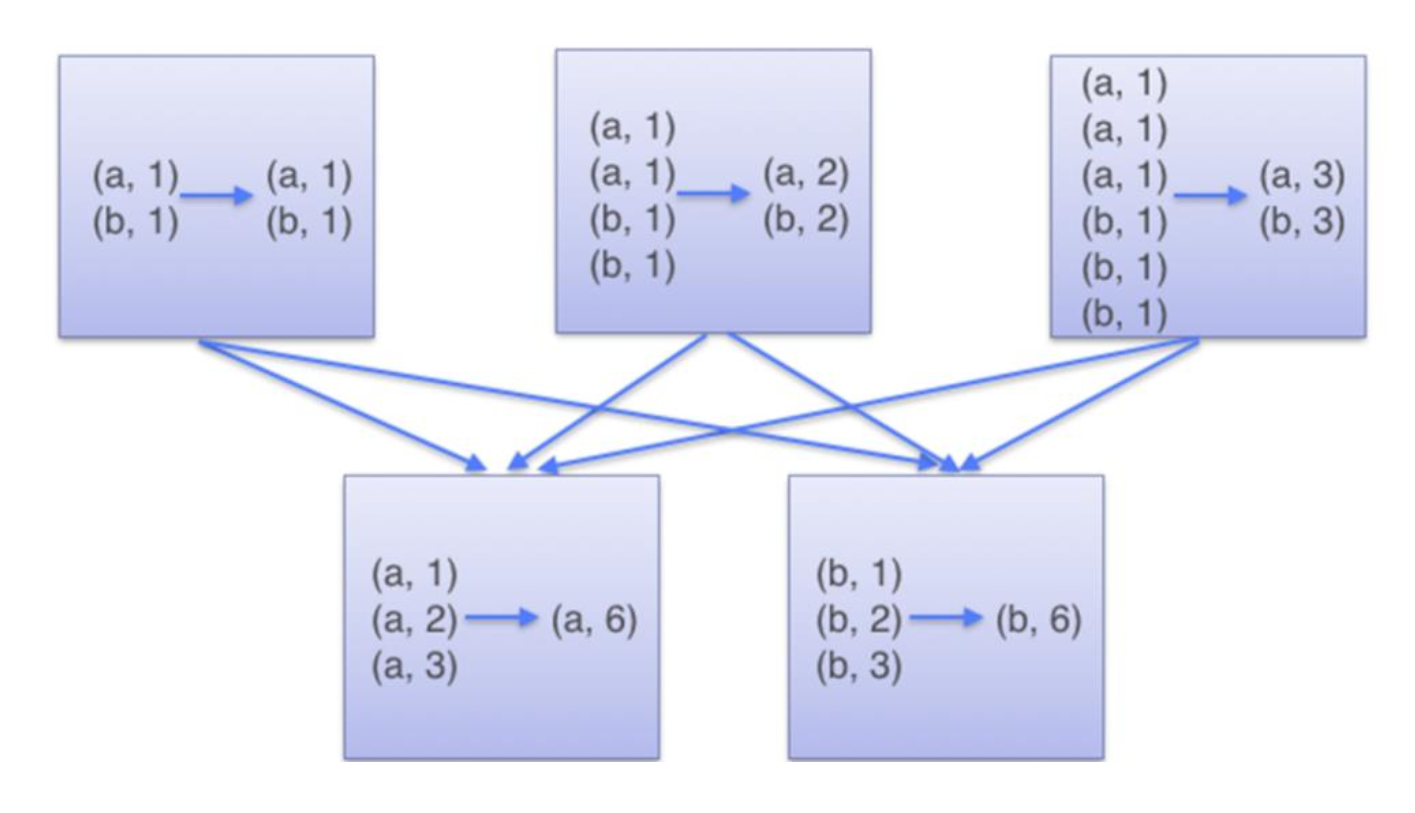 (a, 1)
(b, 1)
(a, 1)
(b, 1)
(a, 1)
(a, 1)
(b, 1)
(b, 1)
(a, 2)
(b, 2)
(a, 1)
(a, 1)
(a, 1)
(b, 1)
(b, 1)
(b, 1)
(a, 3)
(b, 3)
(a, 1)
(a, 2)
(a, 3)
(a, 6)
(b, 1)
(b, 2)
(b, 3)
(b, 6)